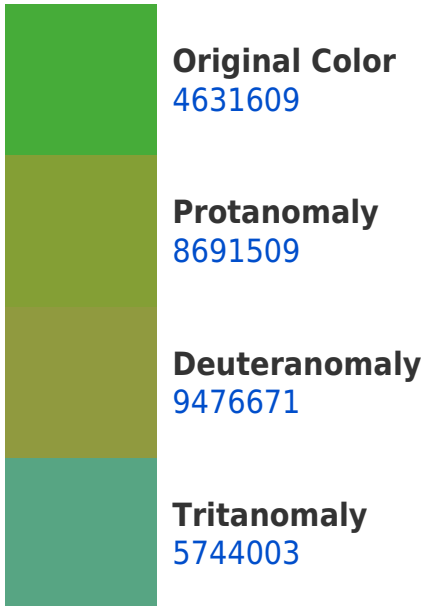 Original Color
4631609
Protanomaly
8691509
Deuteranomaly
9476671
Tritanomaly
5744003